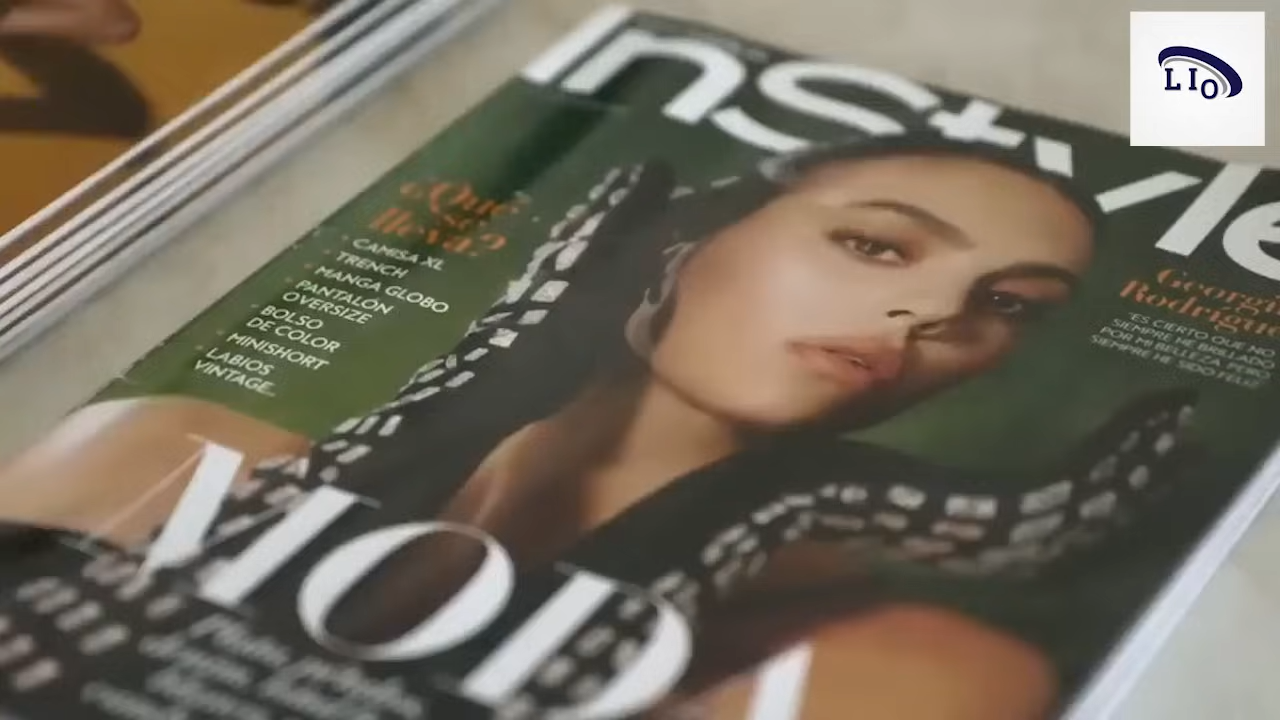 InStyle
LIO
¿Qué
se
lleva?
CAMISA XL
TRENCH
MANGA GLOBO
PANTALÓN
OVERSIZE
BOLSO
DE COLOR
MINISHORT
LABIOS
VINTAGE...
Georgina
Rodríguez
"ES CIERTO QUE NO
SIEMPRE HE BRILLADO
POR MI BELLEZA, PERO
SIEMPRE HE SIDO FELIZ"
MODA